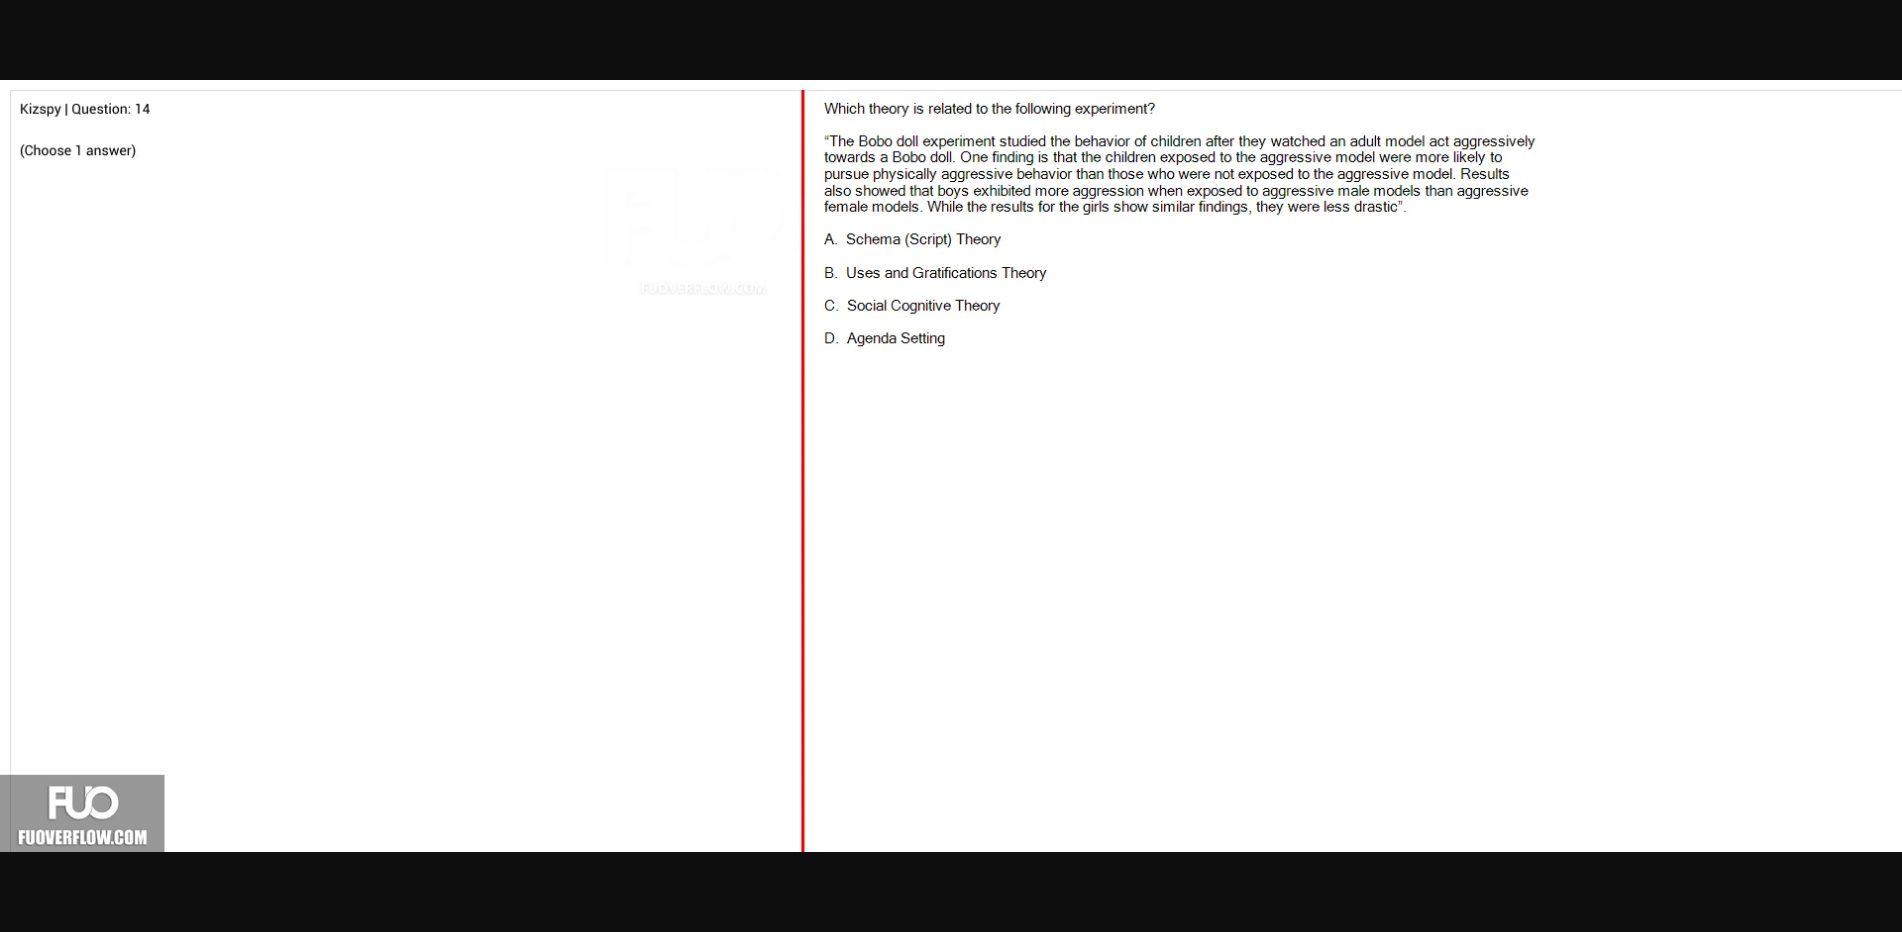 Kizspy | Question: 14
(Choose 1 answer)
FUO
FUOVERFLOW.COM
Which theory is related to the following experiment?
“The Bobo doll experiment studied the behavior of children after they watched an adult model act aggressively
towards a Bobo doll. One finding is that the children exposed to the aggressive model were more likely to
pursue physically aggressive behavior than those who were not exposed to the aggressive model. Results
also showed that boys exhibited more aggression when exposed to aggressive male models than aggressive
female models. While the results for the girls show similar findings, they were less drastic”.
A. Schema (Script) Theory
B. Uses and Gratifications Theory
C. Social Cognitive Theory
D. Agenda Setting
FUO
FUOVERFLOW.COM